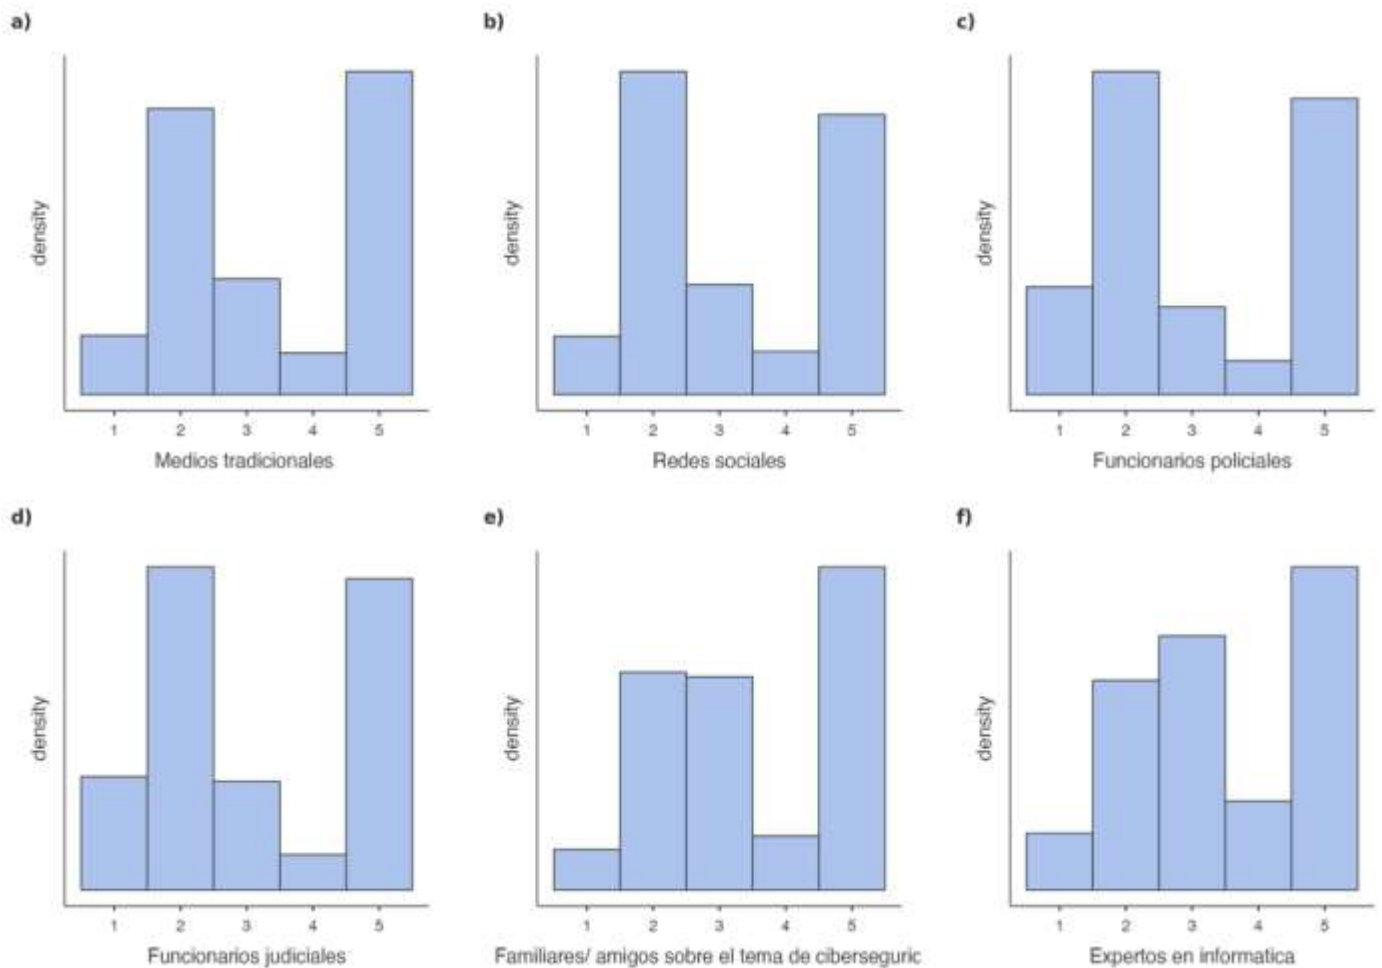 a)
density
1 2 3 4 5
Medios tradicionales
b)
density
1 2 3 4 5
Redes sociales
c)
density
1 2 3 4 5
Funcionarios policiales
d)
density
1 2 3 4 5
Funcionarios judiciales
e)
density
1 2 3 4 5
Familiares/ amigos sobre el tema de ciberseguric
f)
density
1 2 3 4 5
Expertos en informatica